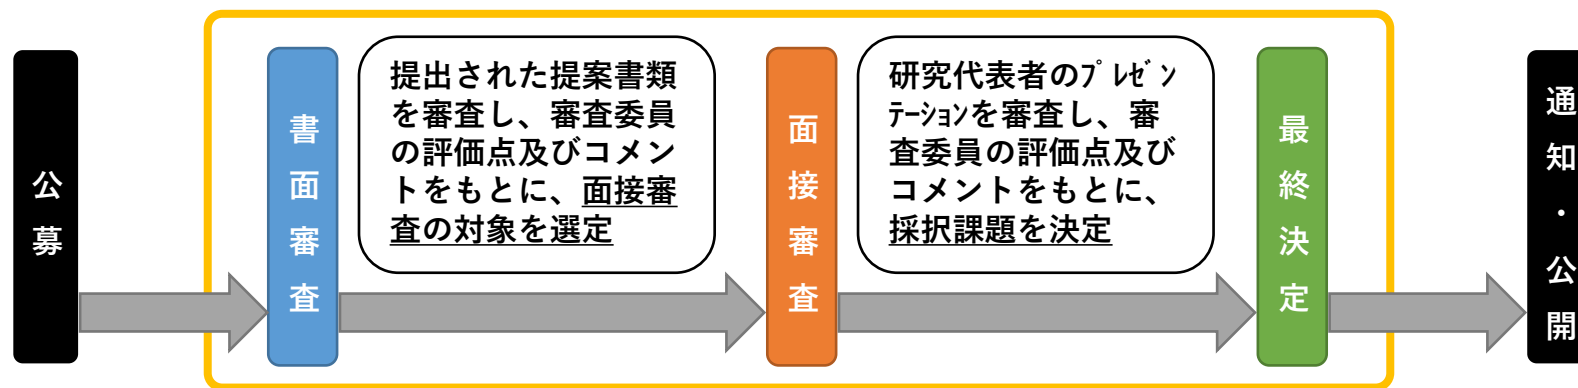 公募
書面審査
提出された提案書類
を審査し、審査委員
の評価点及びコメン
トをもとに、面接審
査の対象を選定
面接審査
研究代表者のﾌﾟﾚｾﾞﾝ
ﾃｰｼｮﾝを審査し、審
査委員の評価点及び
コメントをもとに、
採択課題を決定
最終決定
通知・公開